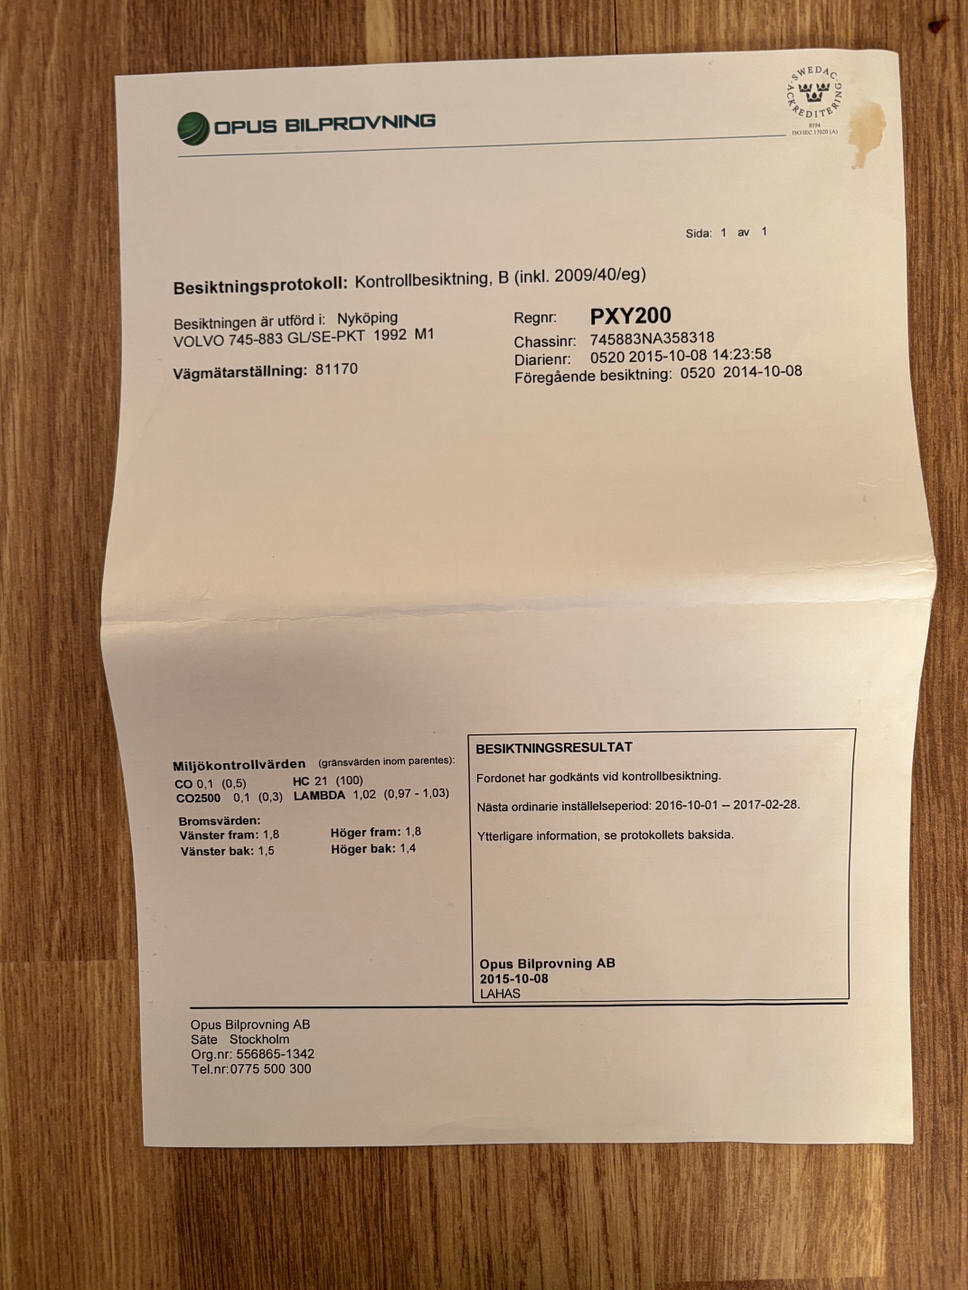 OPUS BILPROVNING
SWEDAC ACKREDITERING
ISO/IEC 17020 (A)
Sida: 1 av 1
Besiktningsprotokoll: Kontrollbesiktning, B (inkl. 2009/40/eg)
Besiktningen är utförd i: Nyköping
VOLVO 745-883 GL/SE-PKT 1992 M1
Vägmätarställning: 81170
Regnr: PXY200
Chassinr: 745883NA358318
Diarienr: 0520 2015-10-08 14:23:58
Föregående besiktning: 0520 2014-10-08
Miljökontrollvärden (gränsvärden inom parentes):
CO 0,1 (0,5) HC 21 (100)
CO2500 0,1 (0,3) LAMBDA 1,02 (0,97 - 1,03)
Bromsvärden:
Vänster fram: 1,8 Höger fram: 1,8
Vänster bak: 1,5 Höger bak: 1,4
BESIKTNINGSRESULTAT
Fordonet har godkänts vid kontrollbesiktning.
Nästa ordinarie inställelseperiod: 2016-10-01 -- 2017-02-28.
Ytterligare information, se protokollets baksida.
Opus Bilprovning AB
2015-10-08
LAHAS
Opus Bilprovning AB
Säte Stockholm
Org.nr: 556865-1342
Tel.nr:0775 500 300